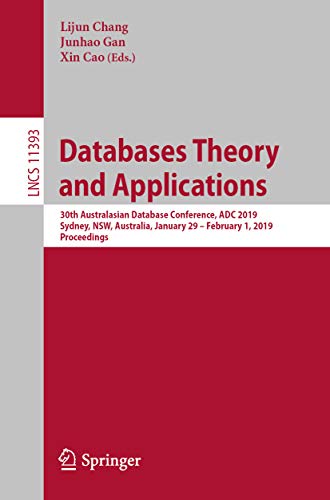 Lijun Chang
Junhao Gan
Xin Cao (Eds.)
LNCS 11393
Databases Theory
and Applications
30th Australasian Database Conference, ADC 2019
Sydney, NSW, Australia, January 29 – February 1, 2019
Proceedings
Springer